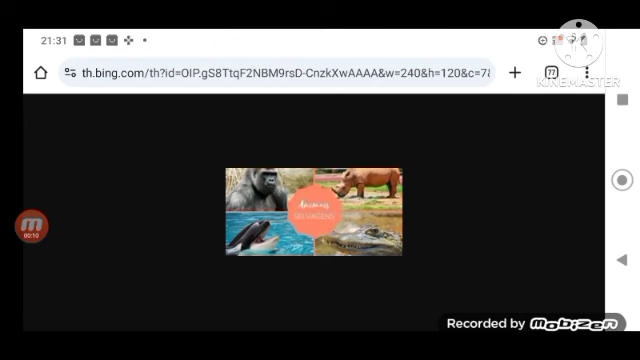 21:31
KINEMASTER
th.bing.com/th?id=OIP.gS8TtqF2NBM9rsD-CnzkXwAAAA&w=240&h=120&c=7&
77
Animais
SELVAGENS
00:10
Recorded by mobizen